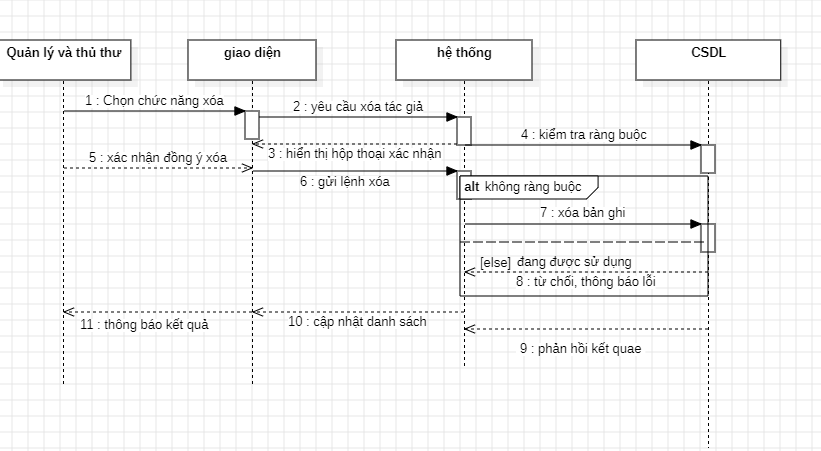 Quản lý và thủ thư
giao diện
hệ thống
CSDL
1 : Chọn chức năng xóa
2 : yêu cầu xóa tác giả
3 : hiển thị hộp thoại xác nhận
4 : kiểm tra ràng buộc
5 : xác nhận đồng ý xóa
6 : gửi lệnh xóa
alt không ràng buộc
7 : xóa bản ghi
[else] đang được sử dụng
8 : từ chối, thông báo lỗi
11 : thông báo kết quả
10 : cập nhật danh sách
9 : phản hồi kết quae